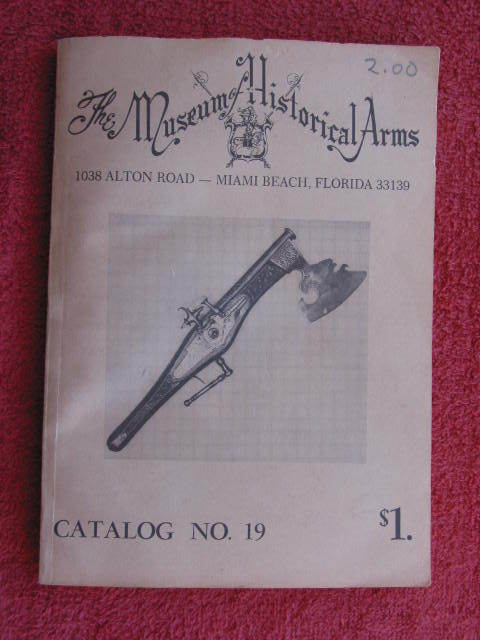 2.00
The Museum of Historical Arms
1038 ALTON ROAD — MIAMI BEACH, FLORIDA 33139
CATALOG NO. 19
$1.